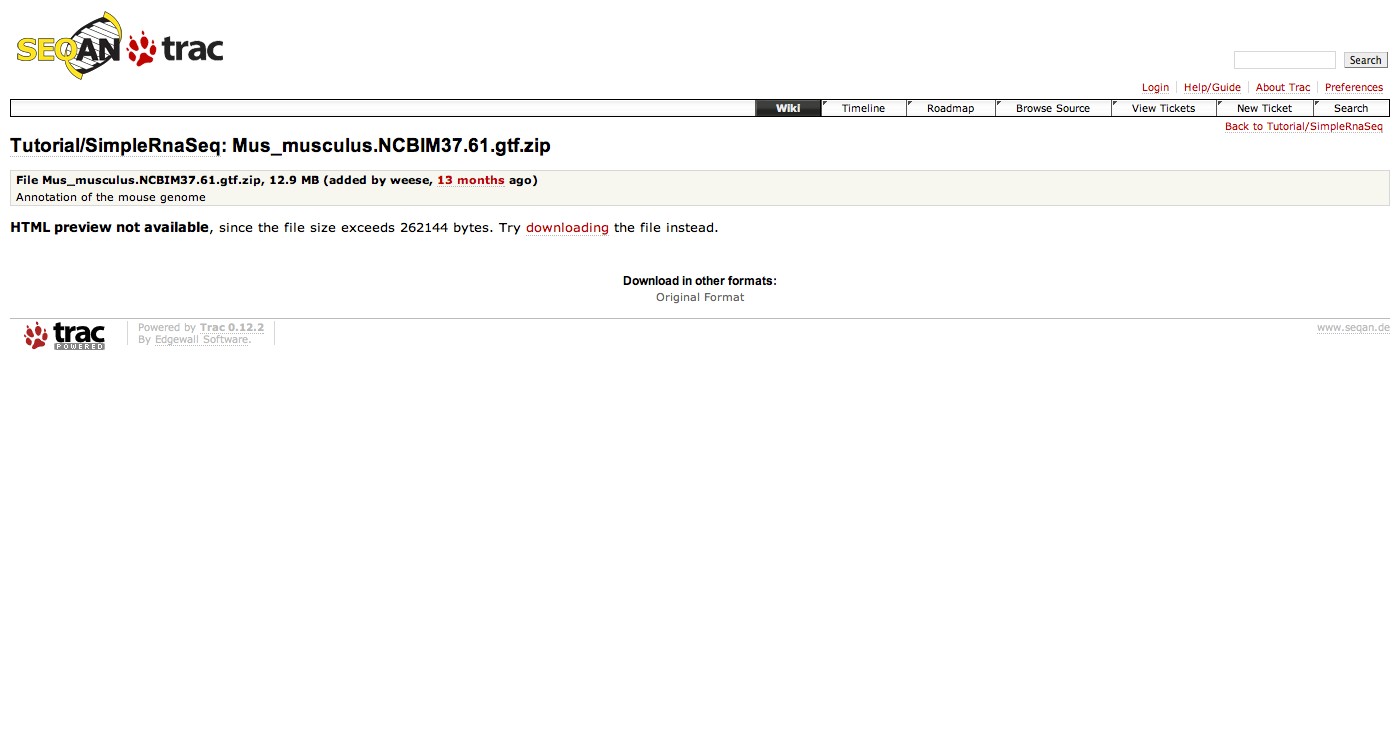 SEQAN trac
Search
Login Help/Guide About Trac Preferences
Wiki Timeline Roadmap Browse Source View Tickets New Ticket Search
Back to Tutorial/SimpleRnaSeq
Tutorial/SimpleRnaSeq: Mus_musculus.NCBIM37.61.gtf.zip
File Mus_musculus.NCBIM37.61.gtf.zip, 12.9 MB (added by weese, 13 months ago)
Annotation of the mouse genome
HTML preview not available, since the file size exceeds 262144 bytes. Try downloading the file instead.
Download in other formats:
Original Format
trac
POWERED
Powered by Trac 0.12.2
By Edgewall Software.
www.seqan.de